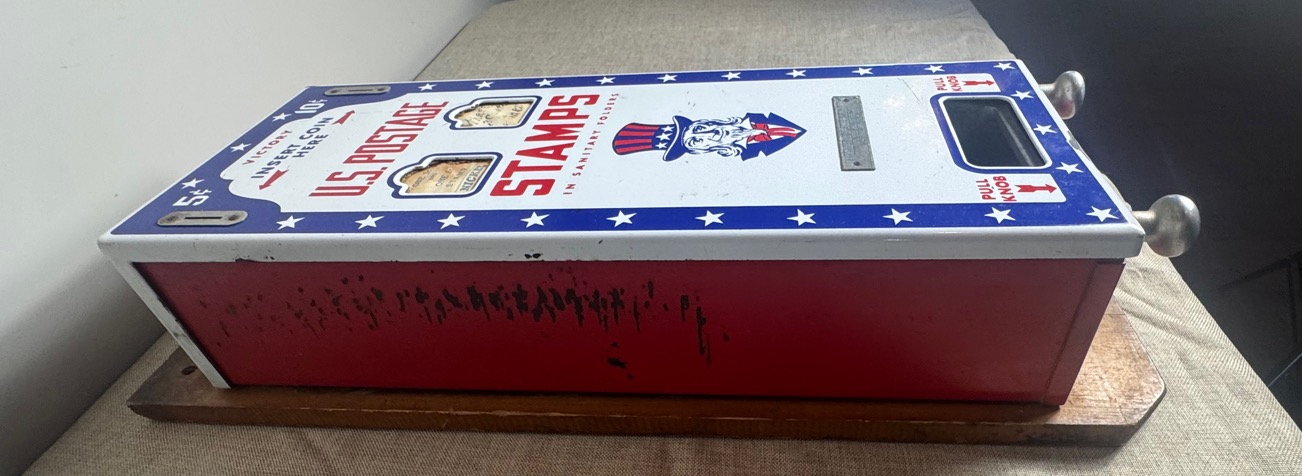 5¢ 10¢
VICTORY
INSERT COIN
HERE
U.S. POSTAGE
STAMPS
IN SANITARY FOLDERS
PULL
KNOB
PULL
KNOB